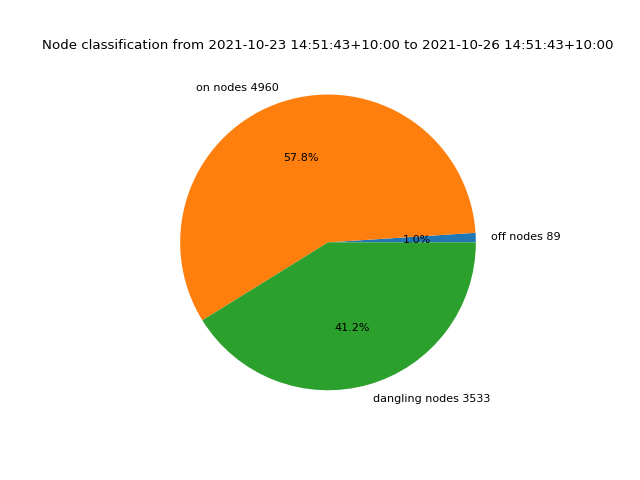 Node classification from 2021-10-23 14:51:43+10:00 to 2021-10-26 14:51:43+10:00
on nodes 4960
57.8%
1.0%
off nodes 89
41.2%
dangling nodes 3533